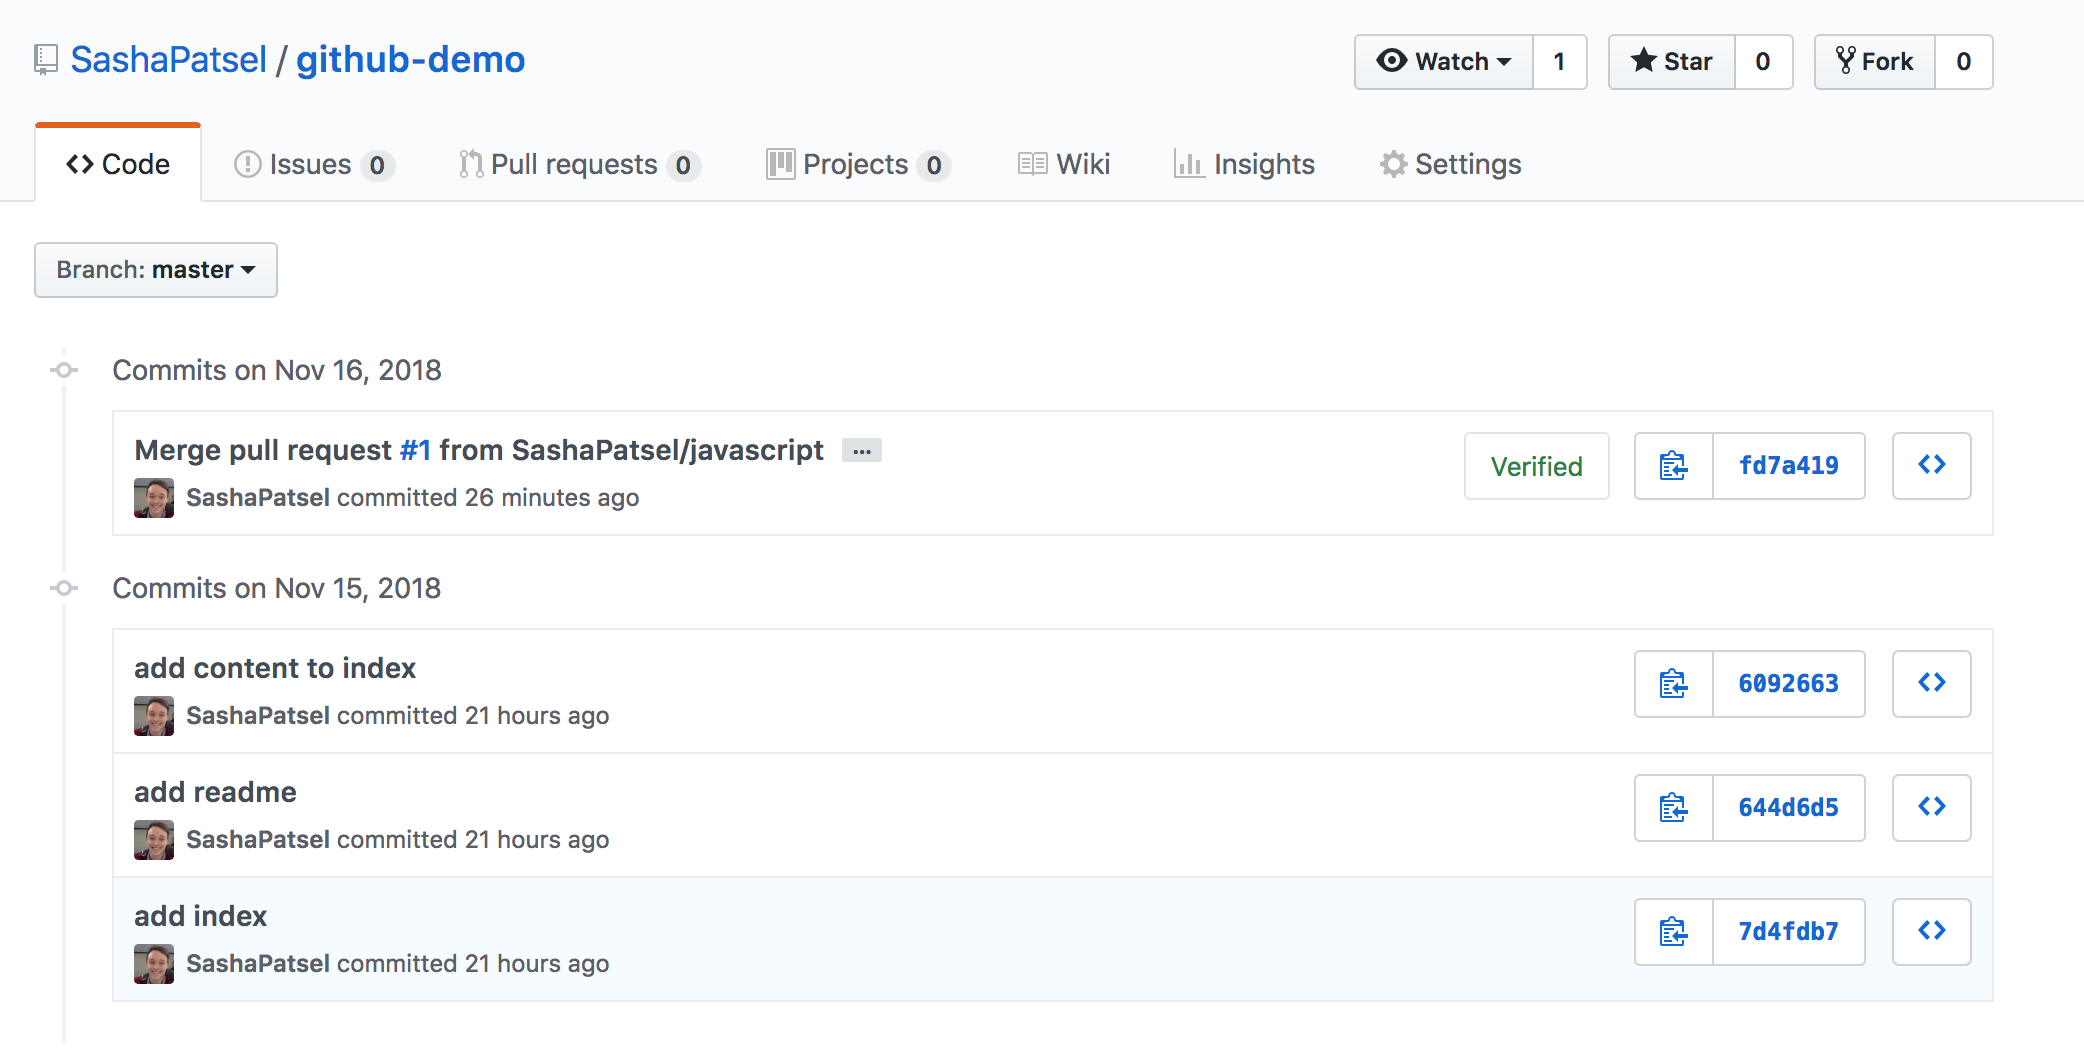 SashaPatsel / github-demo
Watch 1 Star 0 Fork 0
Code Issues 0 Pull requests 0 Projects 0 Wiki Insights Settings
Branch: master
Commits on Nov 16, 2018
Merge pull request #1 from SashaPatsel/javascript ...
SashaPatsel committed 26 minutes ago
Verified fd7a419
Commits on Nov 15, 2018
add content to index
SashaPatsel committed 21 hours ago
6092663
add readme
SashaPatsel committed 21 hours ago
644d6d5
add index
SashaPatsel committed 21 hours ago
7d4fdb7